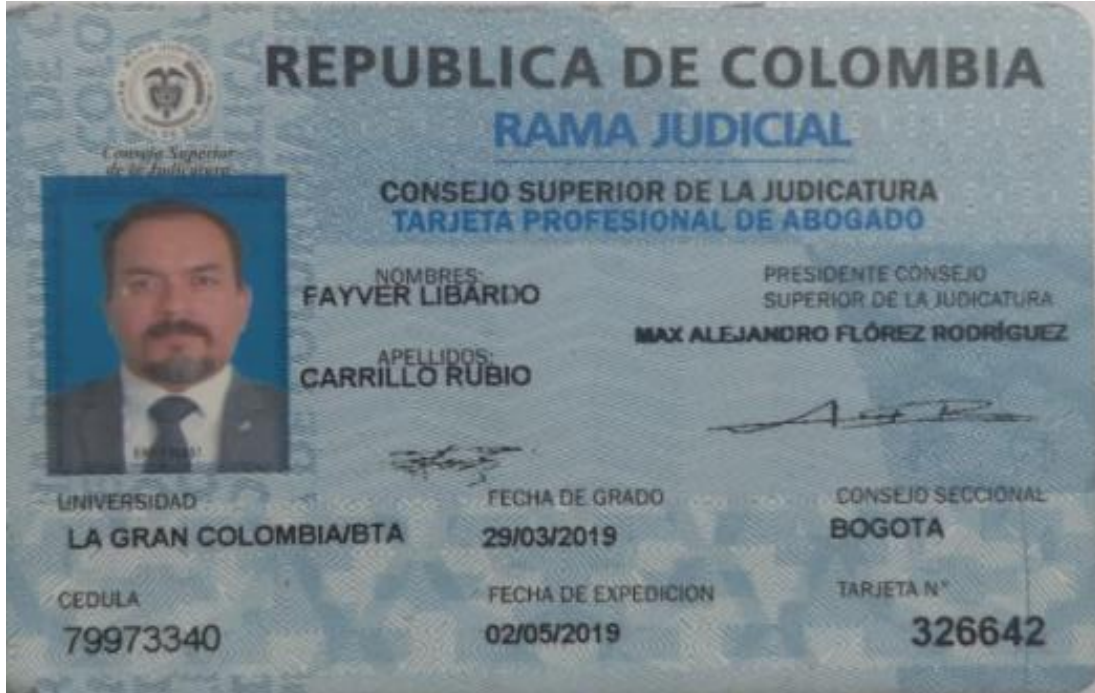 REPUBLICA DE COLOMBIA
RAMA JUDICIAL
Consejo Superior
de la Judicatura
CONSEJO SUPERIOR DE LA JUDICATURA
TARJETA PROFESIONAL DE ABOGADO
NOMBRES:
FAYVER LIBARDO
APELLIDOS:
CARRILLO RUBIO
PRESIDENTE CONSEJO
SUPERIOR DE LA JUDICATURA
MAX ALEJANDRO FLÓREZ RODRÍGUEZ
UNIVERSIDAD
LA GRAN COLOMBIA/BTA
FECHA DE GRADO
29/03/2019
CONSEJO SECCIONAL
BOGOTA
CEDULA
79973340
FECHA DE EXPEDICION
02/05/2019
TARJETA N°
326642